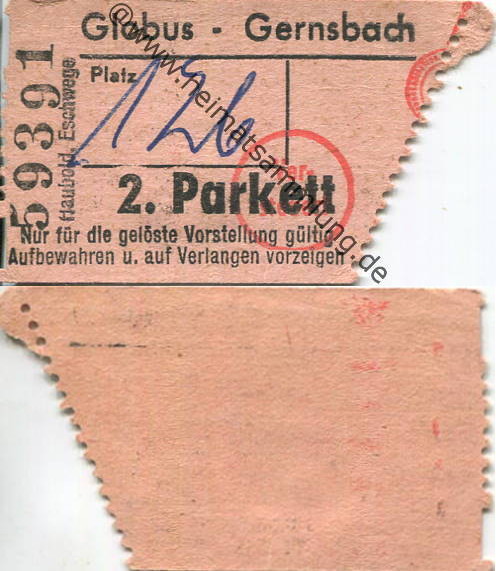 Globus - Gernsbach
Platz
126
2. Parkett
Nur für die gelöste Vorstellung gültig
Aufbewahren u. auf Verlangen vorzeigen
59391
Haubold, Eschwege
@www.heimatsammlung.de